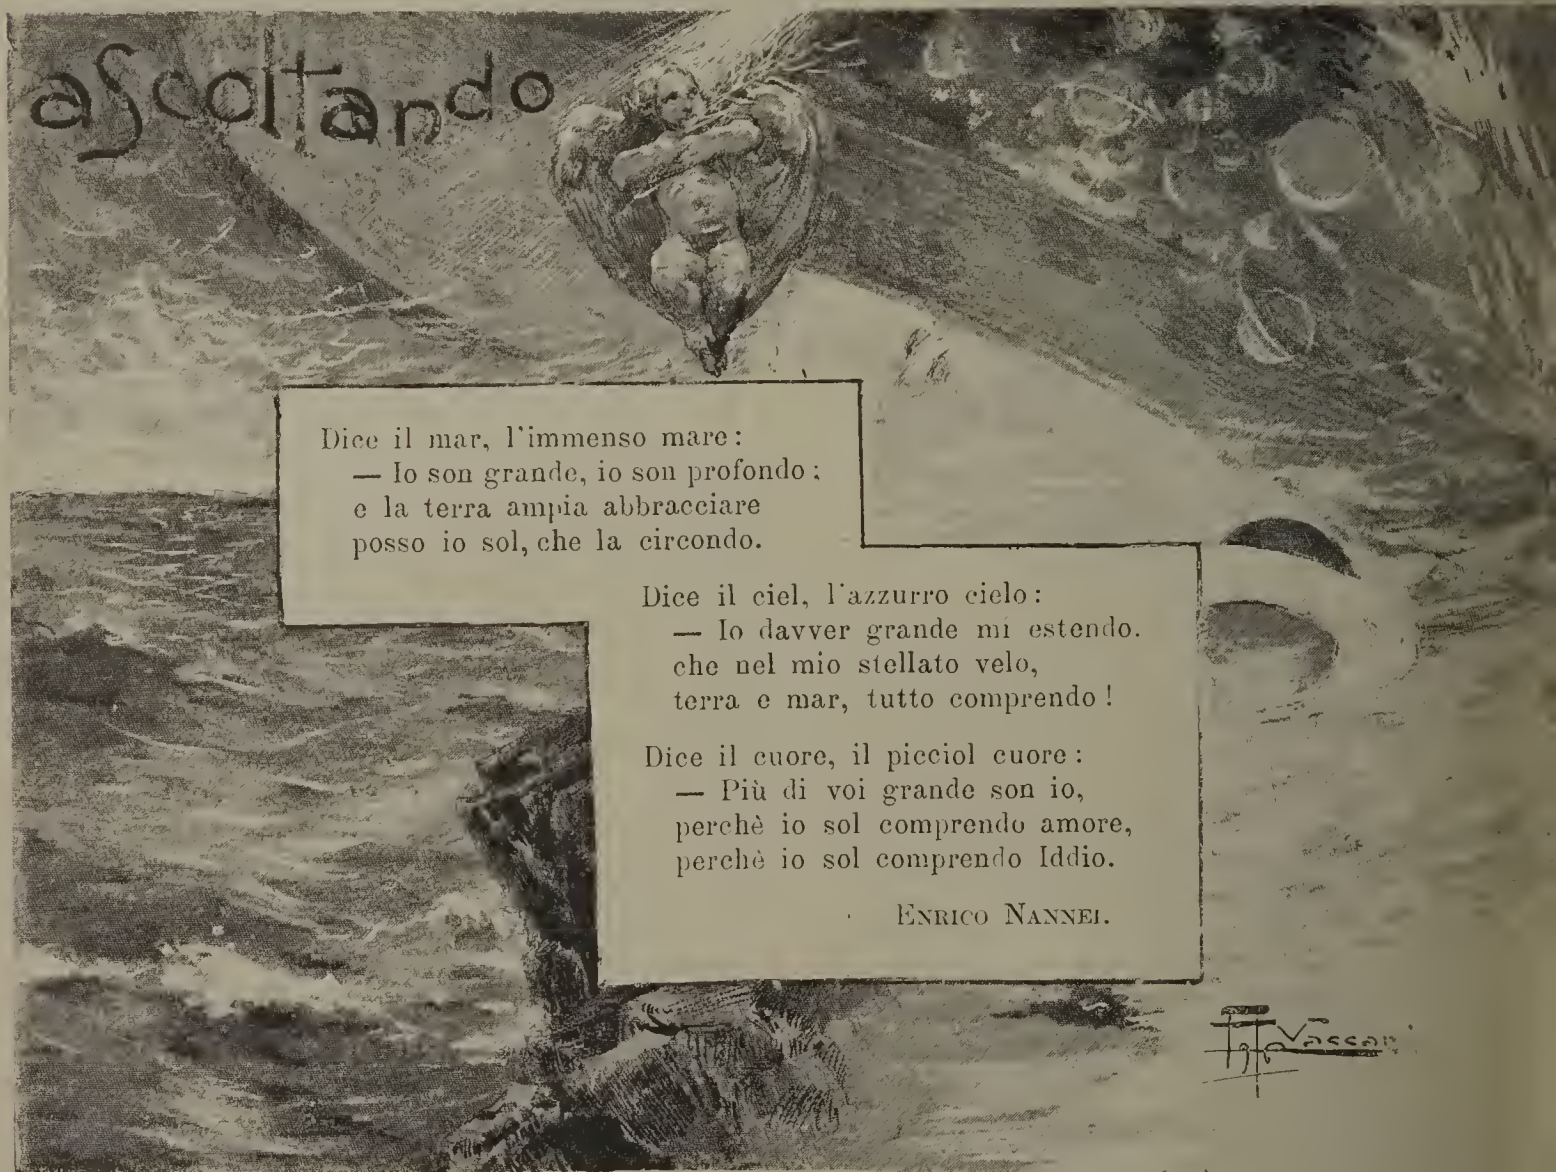 ascoltando
Dice il mar, l'immenso mare:
— Io son grande, io son profondo;
e la terra ampia abbracciare
posso io sol, che la circondo.
Dice il ciel, l'azzurro cielo:
— Io davver grande mi estendo.
che nel mio stellato velo,
terra e mar, tutto comprendo!
Dice il cuore, il picciol cuore:
— Più di voi grande son io,
perchè io sol comprendo amore,
perchè io sol comprendo Iddio.
ENRICO NANNEI.
Vaccari